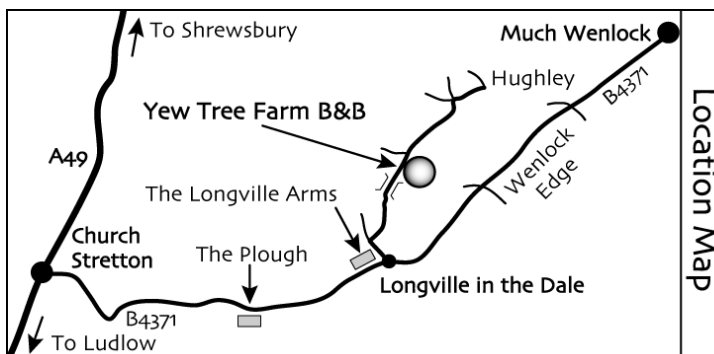 To Shrewsbury
Much Wenlock
Hughley
B4371
Yew Tree Farm B&B
A49
Wenlock
Edge
The Longville Arms
Church
Stretton
The Plough
Longville in the Dale
B4371
To Ludlow
Location Map